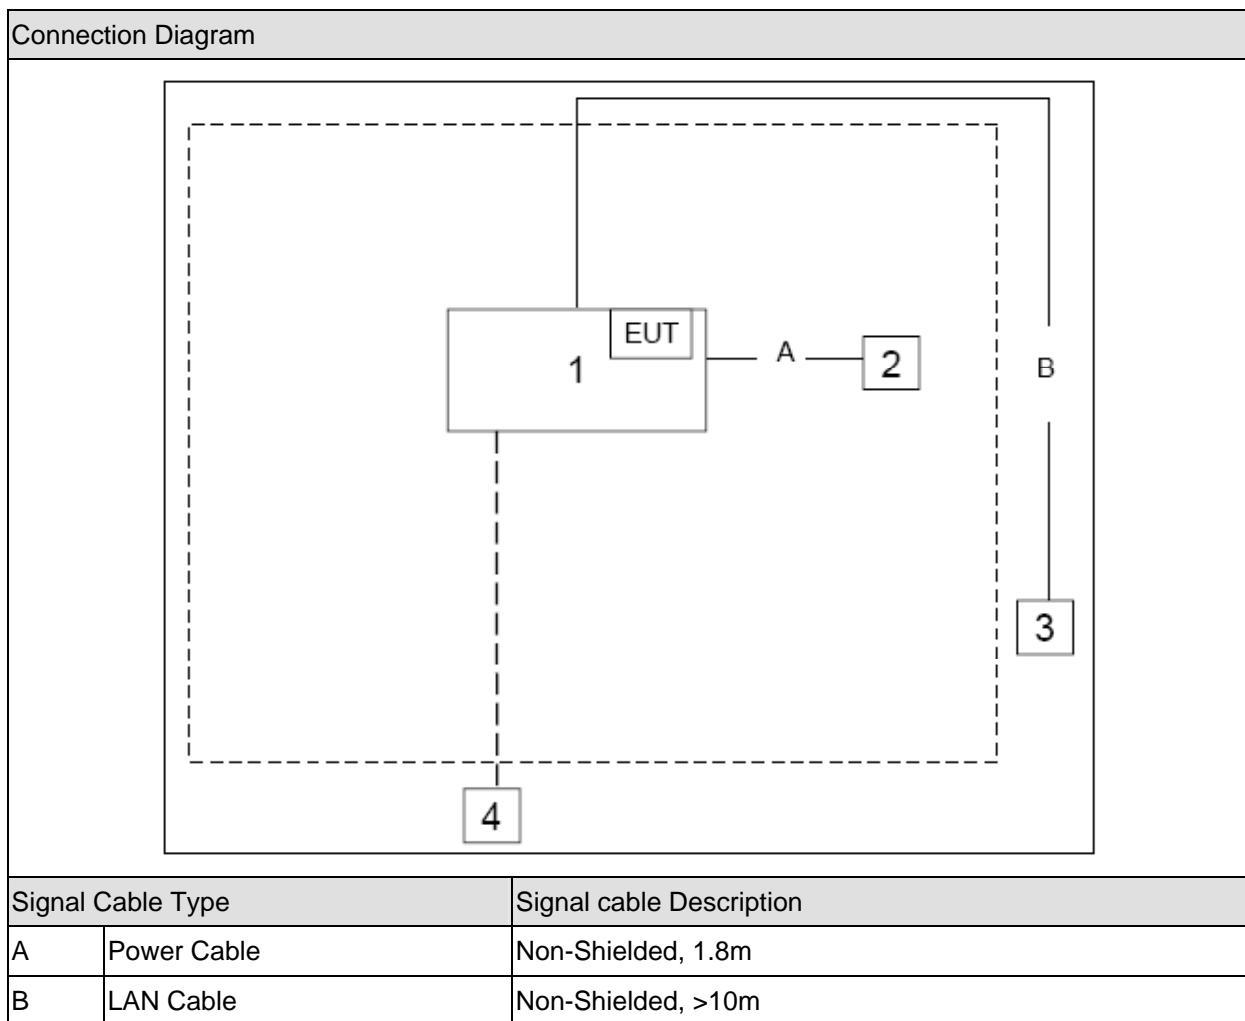 Connection Diagram
EUT
1
A
2
B
3
4
Signal Cable Type Signal cable Description
A Power Cable Non-Shielded, 1.8m
B LAN Cable Non-Shielded, >10m